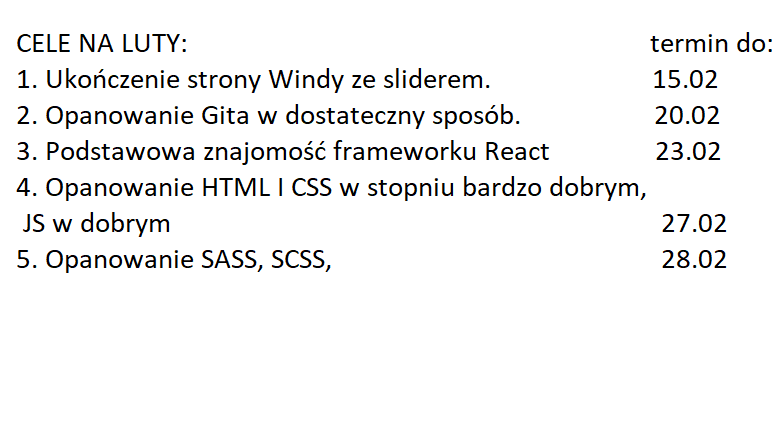 CELE NA LUTY: termin do:
1. Ukończenie strony Windy ze sliderem. 15.02
2. Opanowanie Gita w dostateczny sposób. 20.02
3. Podstawowa znajomość frameworku React 23.02
4. Opanowanie HTML I CSS w stopniu bardzo dobrym,
JS w dobrym 27.02
5. Opanowanie SASS, SCSS, 28.02